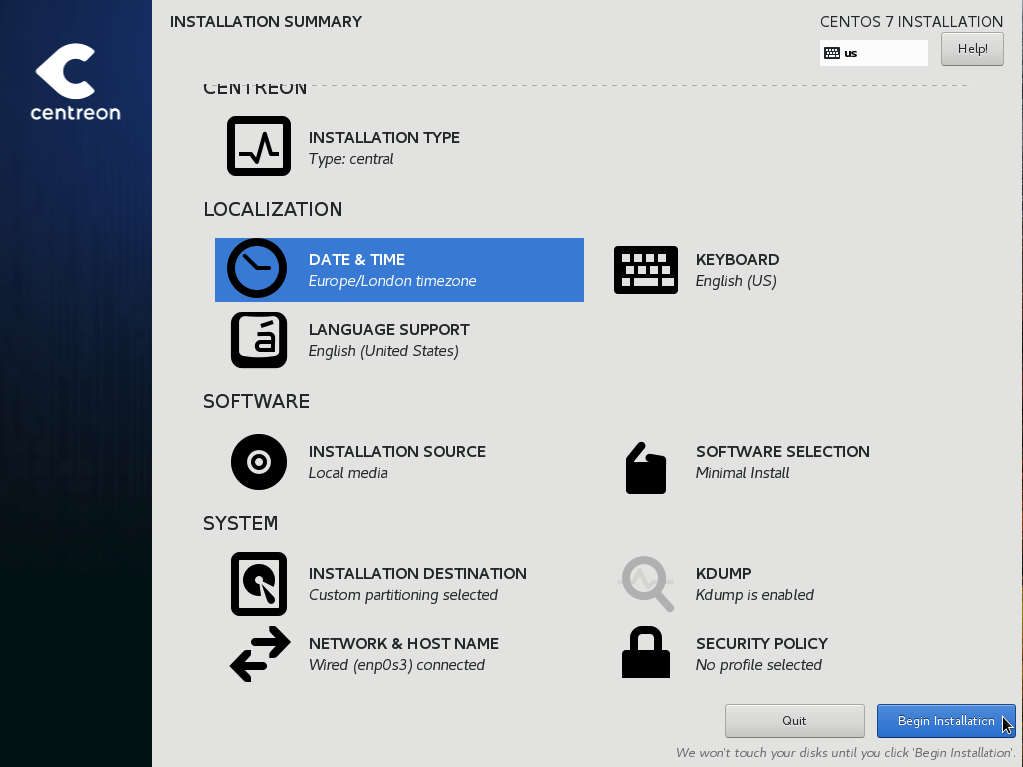 centreon
INSTALLATION SUMMARY
CENTOS 7 INSTALLATION
us
Help!
CENTREON
INSTALLATION TYPE
Type: central
LOCALIZATION
DATE & TIME
Europe/London timezone
KEYBOARD
English (US)
LANGUAGE SUPPORT
English (United States)
SOFTWARE
INSTALLATION SOURCE
Local media
SOFTWARE SELECTION
Minimal Install
SYSTEM
INSTALLATION DESTINATION
Custom partitioning selected
KDUMP
Kdump is enabled
NETWORK & HOST NAME
Wired (enp0s3) connected
SECURITY POLICY
No profile selected
Quit
Begin Installation
We won't touch your disks until you click 'Begin Installation'.